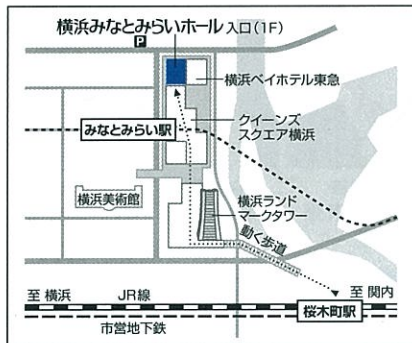 横浜みなとみらいホール 入口(1F)
P
横浜ベイホテル東急
クイーンズ
スクエア横浜
みなとみらい駅
横浜美術館
横浜ランド
マークタワー
動く歩道
至 横浜
JR線
至 関内
桜木町駅
市営地下鉄